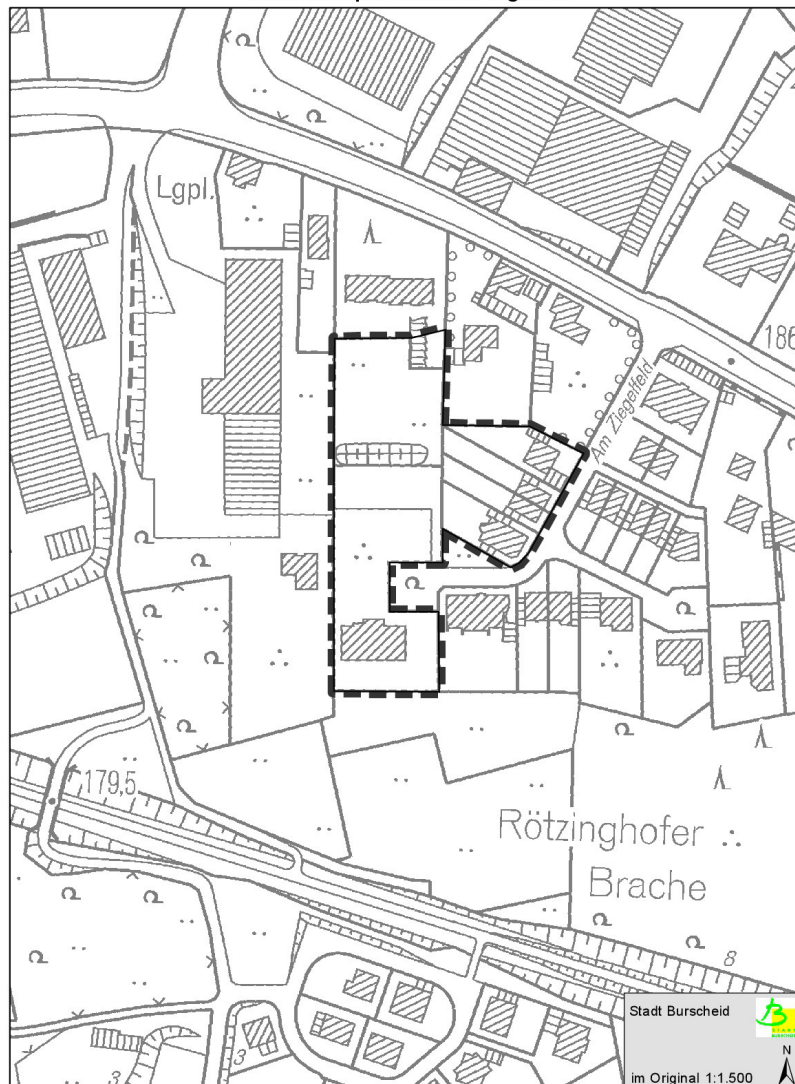 Lgpl.
186
Am Ziegelfeld
179,5
Rötzinghofer
Brache
8
3
3
Stadt Burscheid
N
im Original 1:1.500